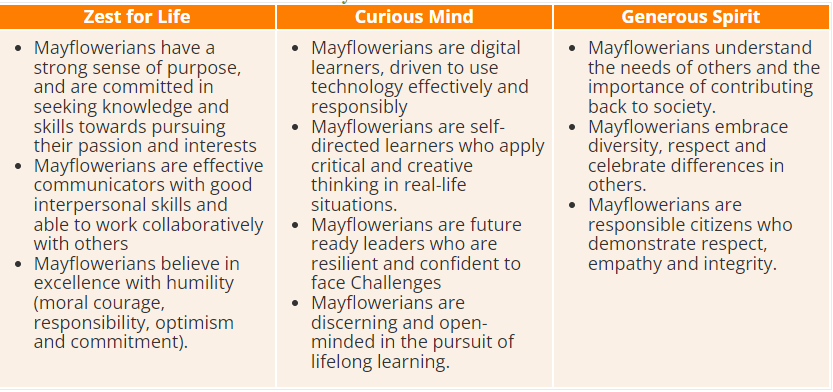 Zest for Life
Mayflowerians have a
strong sense of purpose,
and are committed in
seeking knowledge and
skills towards pursuing
their passion and interests
Mayflowerians are effective
communicators with good
interpersonal skills and
able to work collaboratively
with others
Mayflowerians believe in
excellence with humility
(moral courage,
responsibility, optimism
and commitment).
Curious Mind
Mayflowerians are digital
learners, driven to use
technology effectively and
responsibly
Mayflowerians are self-
directed learners who apply
critical and creative
thinking in real-life
situations.
Mayflowerians are future
ready leaders who are
resilient and confident to
face Challenges
Mayflowerians are
discerning and open-
minded in the pursuit of
lifelong learning.
Generous Spirit
Mayflowerians understand
the needs of others and the
importance of contributing
back to society.
Mayflowerians embrace
diversity, respect and
celebrate differences in
others.
Mayflowerians are
responsible citizens who
demonstrate respect,
empathy and integrity.